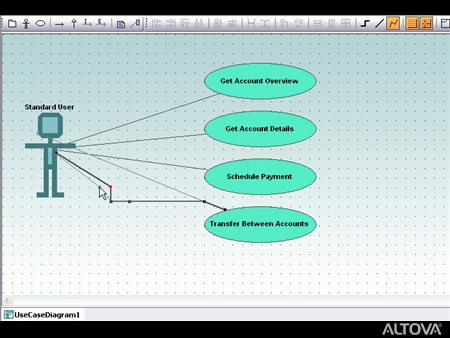 Get Account Overview
Standard User
Get Account Details
Schedule Payment
Transfer Between Accounts
UseCaseDiagram1
ALTOVA®